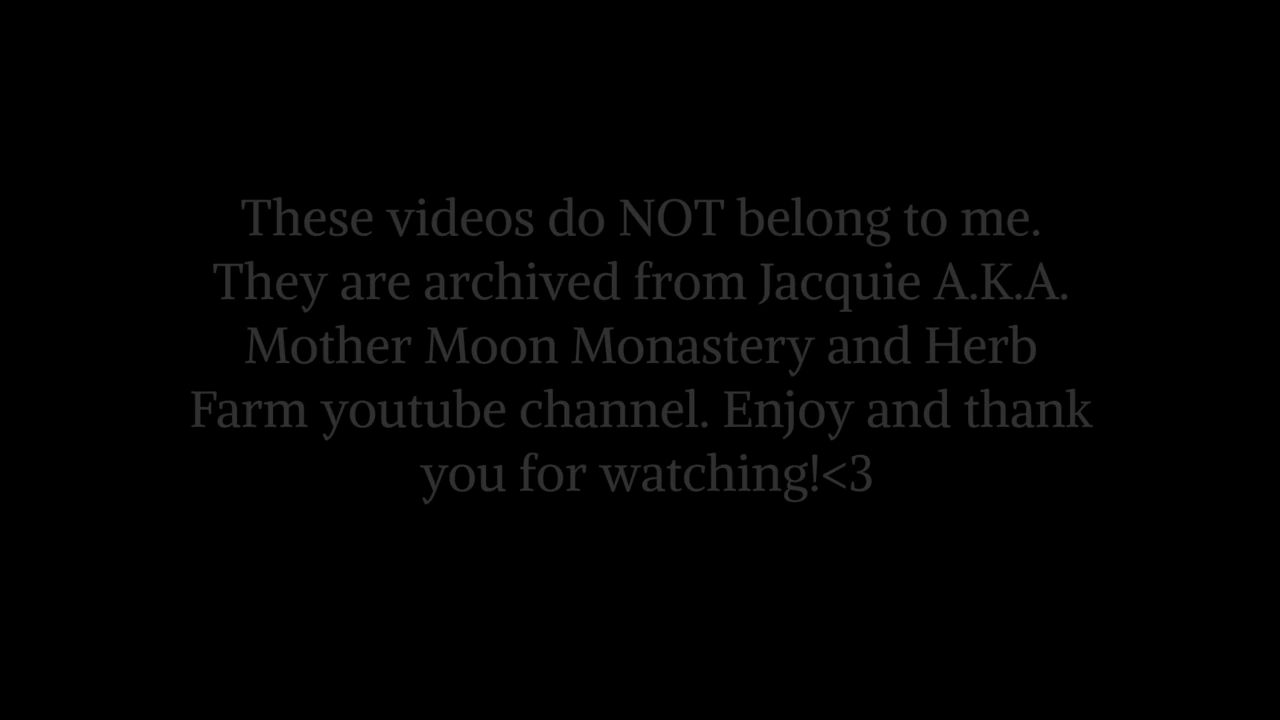 These videos do NOT belong to me.
They are archived from Jacquie A.K.A.
Mother Moon Monastery and Herb
Farm youtube channel. Enjoy and thank
you for watching!<3